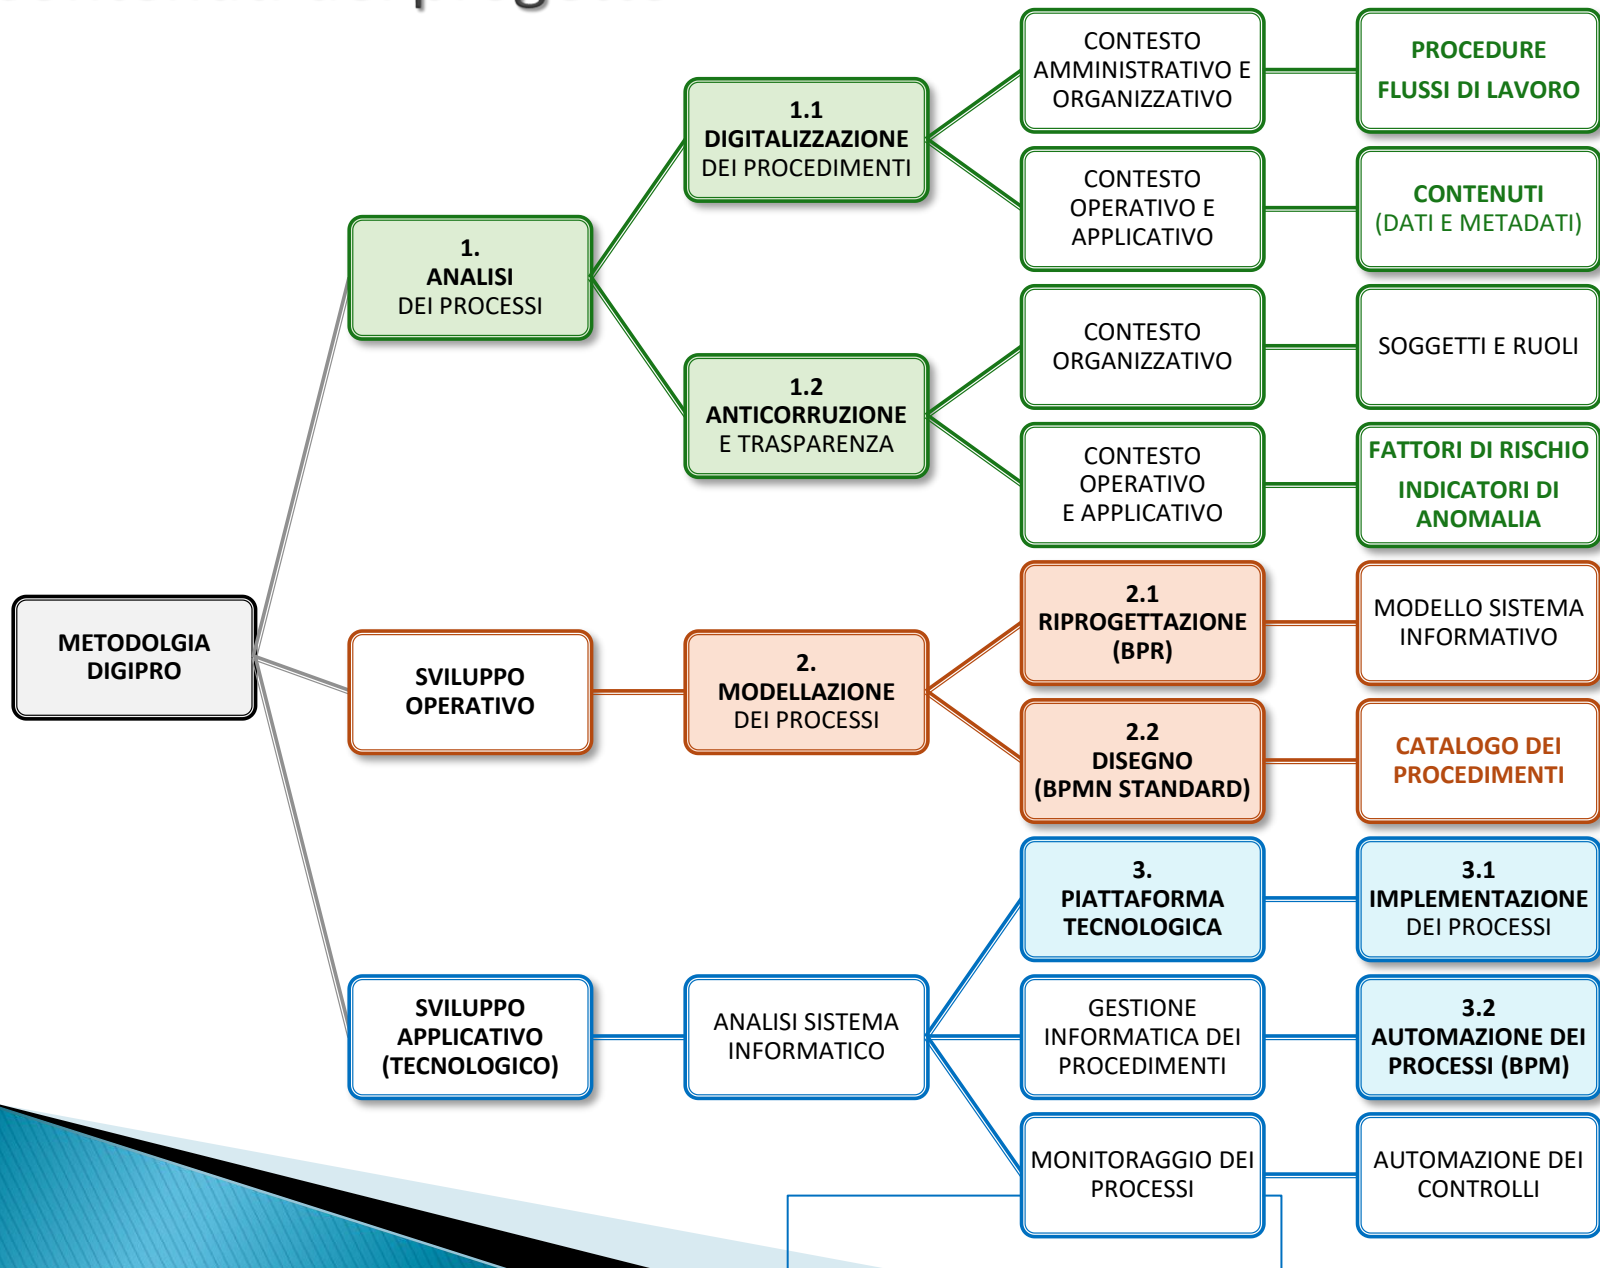 CONTESTO
AMMINISTRATIVO E
ORGANIZZATIVO
PROCEDURE
FLUSSI DI LAVORO
1.1
DIGITALIZZAZIONE
DEI PROCEDIMENTI
CONTESTO
OPERATIVO E
APPLICATIVO
CONTENUTI
(DATI E METADATI)
1.
ANALISI
DEI PROCESSI
CONTESTO
ORGANIZZATIVO
SOGGETTI E RUOLI
1.2
ANTICORRUZIONE
E TRASPARENZA
CONTESTO
OPERATIVO
E APPLICATIVO
FATTORI DI RISCHIO
INDICATORI DI
ANOMALIA
METODOLGIA
DIGIPRO
SVILUPPO
OPERATIVO
2.
MODELLAZIONE
DEI PROCESSI
2.1
RIPROGETTAZIONE
(BPR)
MODELLO SISTEMA
INFORMATIVO
2.2
DISEGNO
(BPMN STANDARD)
CATALOGO DEI
PROCEDIMENTI
3.
PIATTAFORMA
TECNOLOGICA
3.1
IMPLEMENTAZIONE
DEI PROCESSI
SVILUPPO
APPLICATIVO
(TECNOLOGICO)
ANALISI SISTEMA
INFORMATICO
GESTIONE
INFORMATICA DEI
PROCEDIMENTI
3.2
AUTOMAZIONE DEI
PROCESSI (BPM)
MONITORAGGIO DEI
PROCESSI
AUTOMAZIONE DEI
CONTROLLI